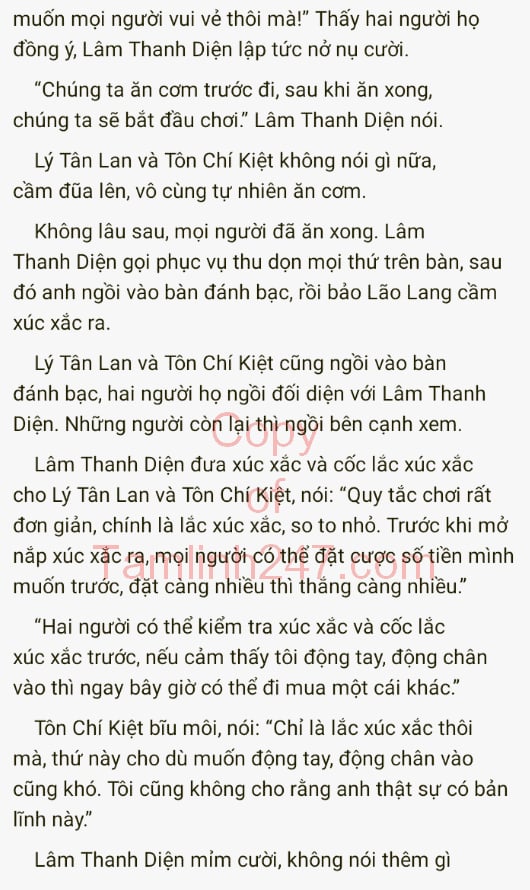 muốn mọi người vui vẻ thôi mà!” Thấy hai người họ
đồng ý, Lâm Thanh Diện lập tức nở nụ cười.
“Chúng ta ăn cơm trước đi, sau khi ăn xong,
chúng ta sẽ bắt đầu chơi.” Lâm Thanh Diện nói.
Lý Tân Lan và Tôn Chí Kiệt không nói gì nữa,
cầm đũa lên, vô cùng tự nhiên ăn cơm.
Không lâu sau, mọi người đã ăn xong. Lâm
Thanh Diện gọi phục vụ thu dọn mọi thứ trên bàn, sau
đó anh ngồi vào bàn đánh bạc, rồi bảo Lão Lang cầm
xúc xắc ra.
Lý Tân Lan và Tôn Chí Kiệt cũng ngồi vào bàn
đánh bạc, hai người họ ngồi đối diện với Lâm Thanh
Diện. Những người còn lại thì ngồi bên cạnh xem.
Copy
Lâm Thanh Diện đưa xúc xắc và cốc lắc xúc xắc
cho Lý Tân Lan và Tôn Chí Kiệt, nói: “Quy tắc chơi rất
of
đơn giản, chính là lắc xúc xắc, so to nhỏ. Trước khi mở
nắp xúc xắc ra, mọi người có thể đặt cược số tiền mình
Tamlinh247.com
muốn trước, đặt càng nhiều thì thắng càng nhiều.”
“Hai người có thể kiểm tra xúc xắc và cốc lắc
xúc xắc trước, nếu cảm thấy tôi động tay, động chân
vào thì ngay bây giờ có thể đi mua một cái khác.”
Tôn Chí Kiệt bĩu môi, nói: “Chỉ là lắc xúc xắc thôi
mà, thứ này cho dù muốn động tay, động chân vào
cũng khó. Tôi cũng không cho rằng anh thật sự có bản
lĩnh này.”
Lâm Thanh Diện mỉm cười, không nói thêm gì